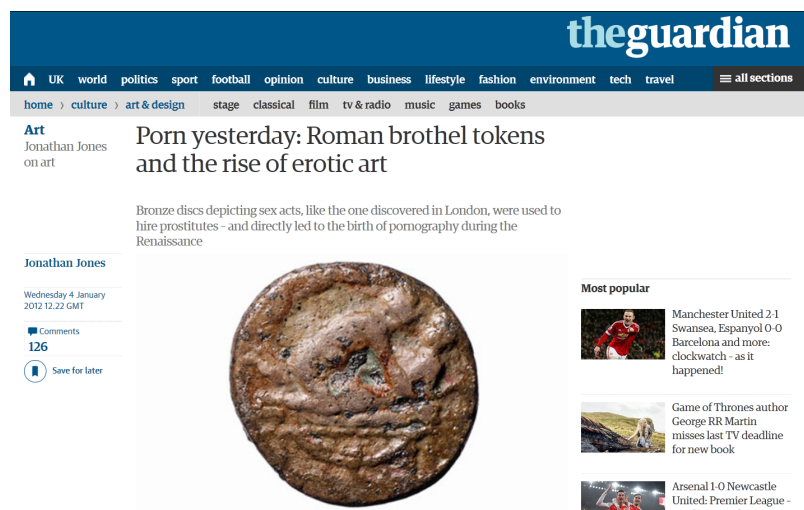 theguardian
UK world politics sport football opinion culture business lifestyle fashion environment tech travel all sections
home › culture › art & design stage classical film tv & radio music games books
Art
Jonathan Jones
on art
Porn yesterday: Roman brothel tokens
and the rise of erotic art
Bronze discs depicting sex acts, like the one discovered in London, were used to
hire prostitutes – and directly led to the birth of pornography during the
Renaissance
Jonathan Jones
Wednesday 4 January
2012 12.22 GMT
Comments
126
Save for later
Most popular
Manchester United 2-1
Swansea, Espanyol 0-0
Barcelona and more:
clockwatch – as it
happened!
Game of Thrones author
George RR Martin
misses last TV deadline
for new book
Arsenal 1-0 Newcastle
United: Premier League –